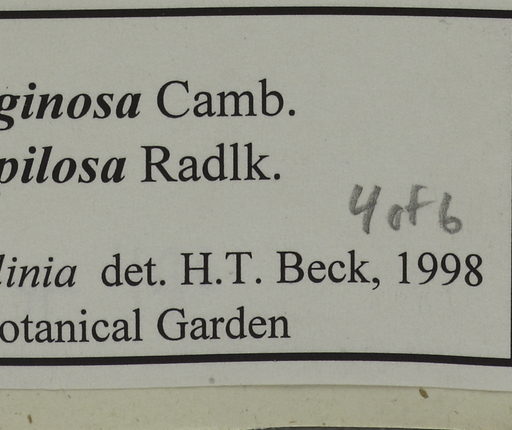 ginosa Camb.
pilosa Radlk.
4 of 6
linia det. H.T. Beck, 1998
otanical Garden